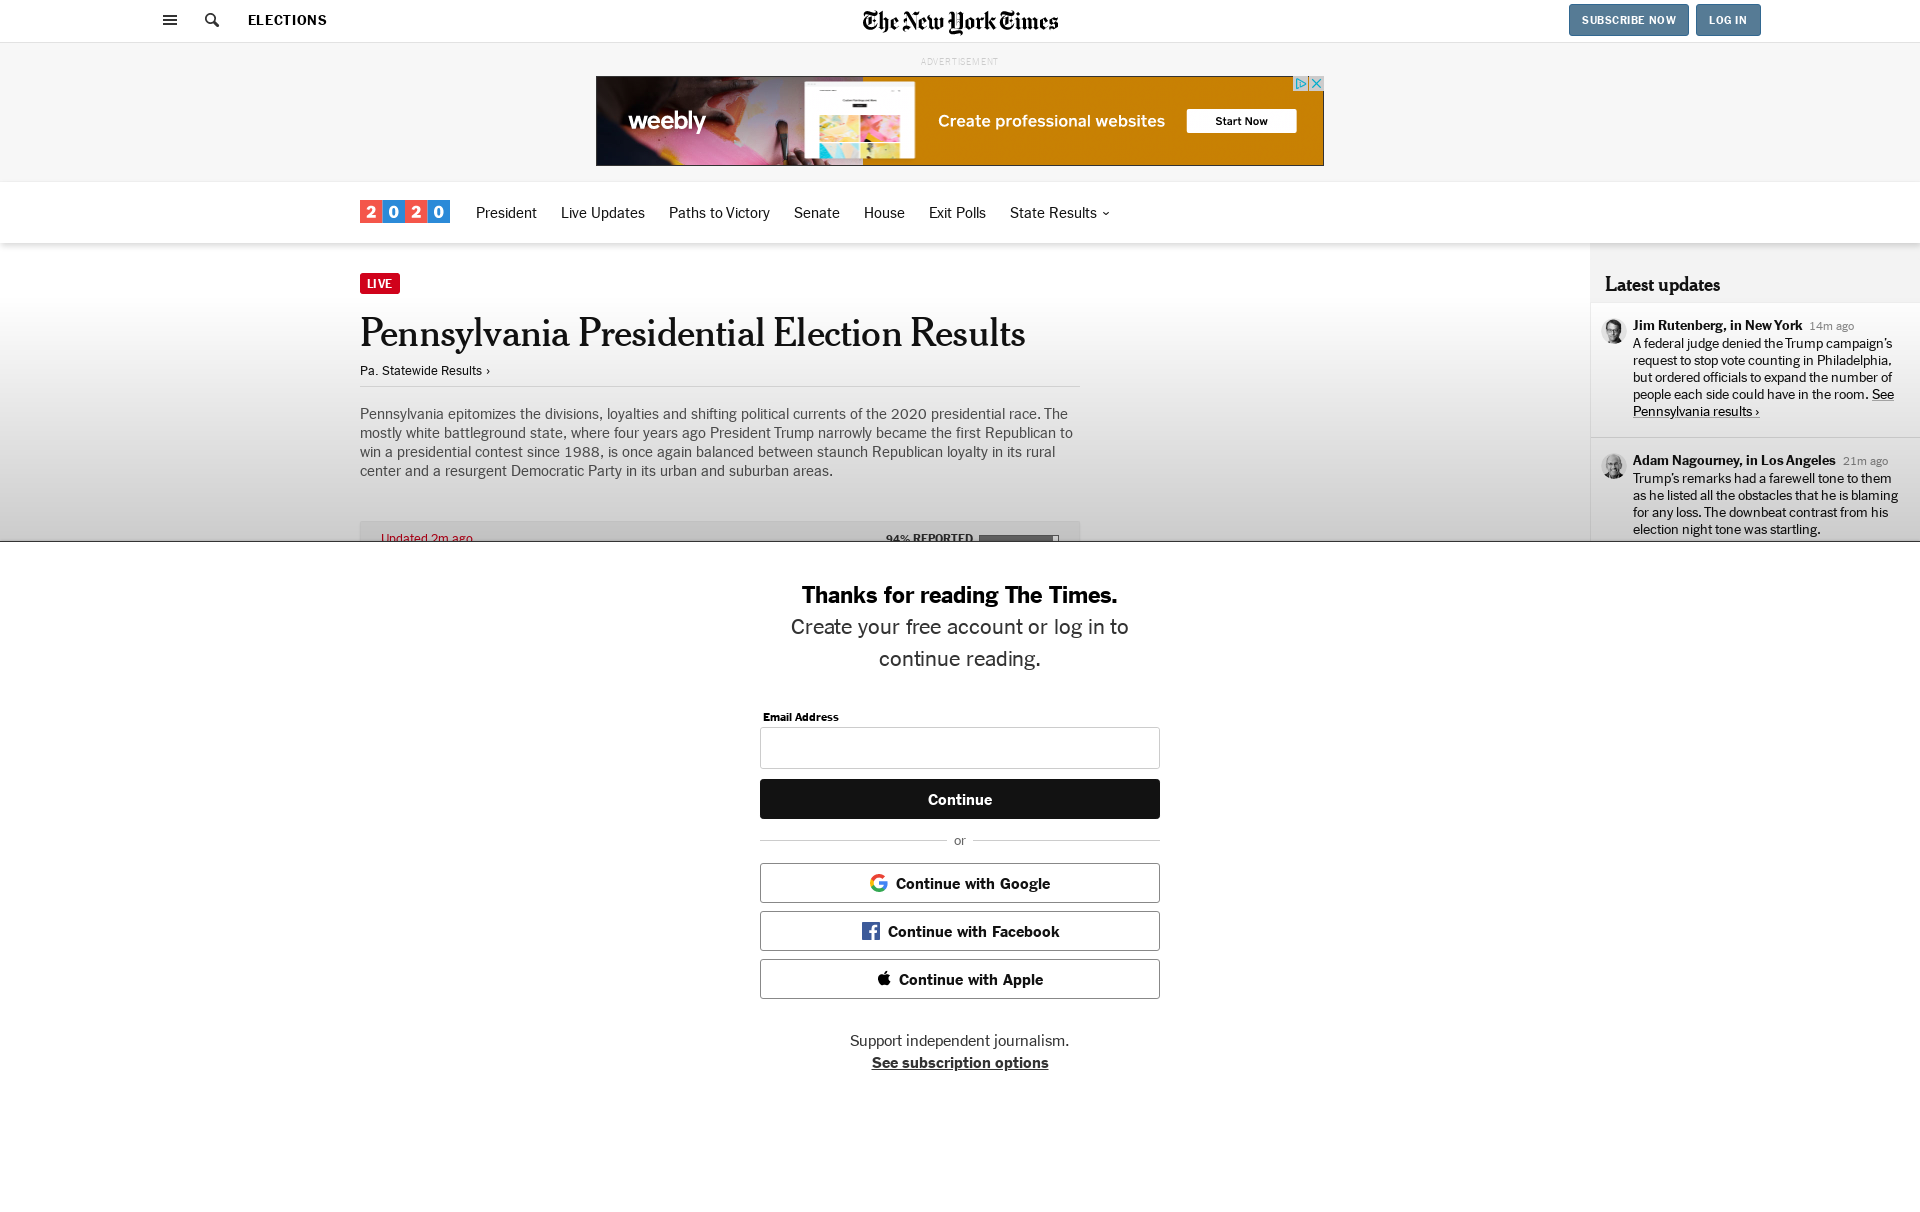 ELECTIONS
The New York Times
SUBSCRIBE NOW
LOG IN
ADVERTISEMENT
weebly
Create professional websites
Start Now
2020
President
Live Updates
Paths to Victory
Senate
House
Exit Polls
State Results
LIVE
Pennsylvania Presidential Election Results
Pa. Statewide Results ›
Pennsylvania epitomizes the divisions, loyalties and shifting political currents of the 2020 presidential race. The
mostly white battleground state, where four years ago President Trump narrowly became the first Republican to
win a presidential contest since 1988, is once again balanced between staunch Republican loyalty in its rural
center and a resurgent Democratic Party in its urban and suburban areas.
Updated 2m ago
94% REPORTED
Latest updates
Jim Rutenberg, in New York 14m ago
A federal judge denied the Trump campaign's
request to stop vote counting in Philadelphia,
but ordered officials to expand the number of
people each side could have in the room. See
Pennsylvania results ›
Adam Nagourney, in Los Angeles 21m ago
Trump's remarks had a farewell tone to them
as he listed all the obstacles that he is blaming
for any loss. The downbeat contrast from his
election night tone was startling.
Thanks for reading The Times.
Create your free account or log in to
continue reading.
Email Address
Continue
or
Continue with Google
Continue with Facebook
Continue with Apple
Support independent journalism.
See subscription options